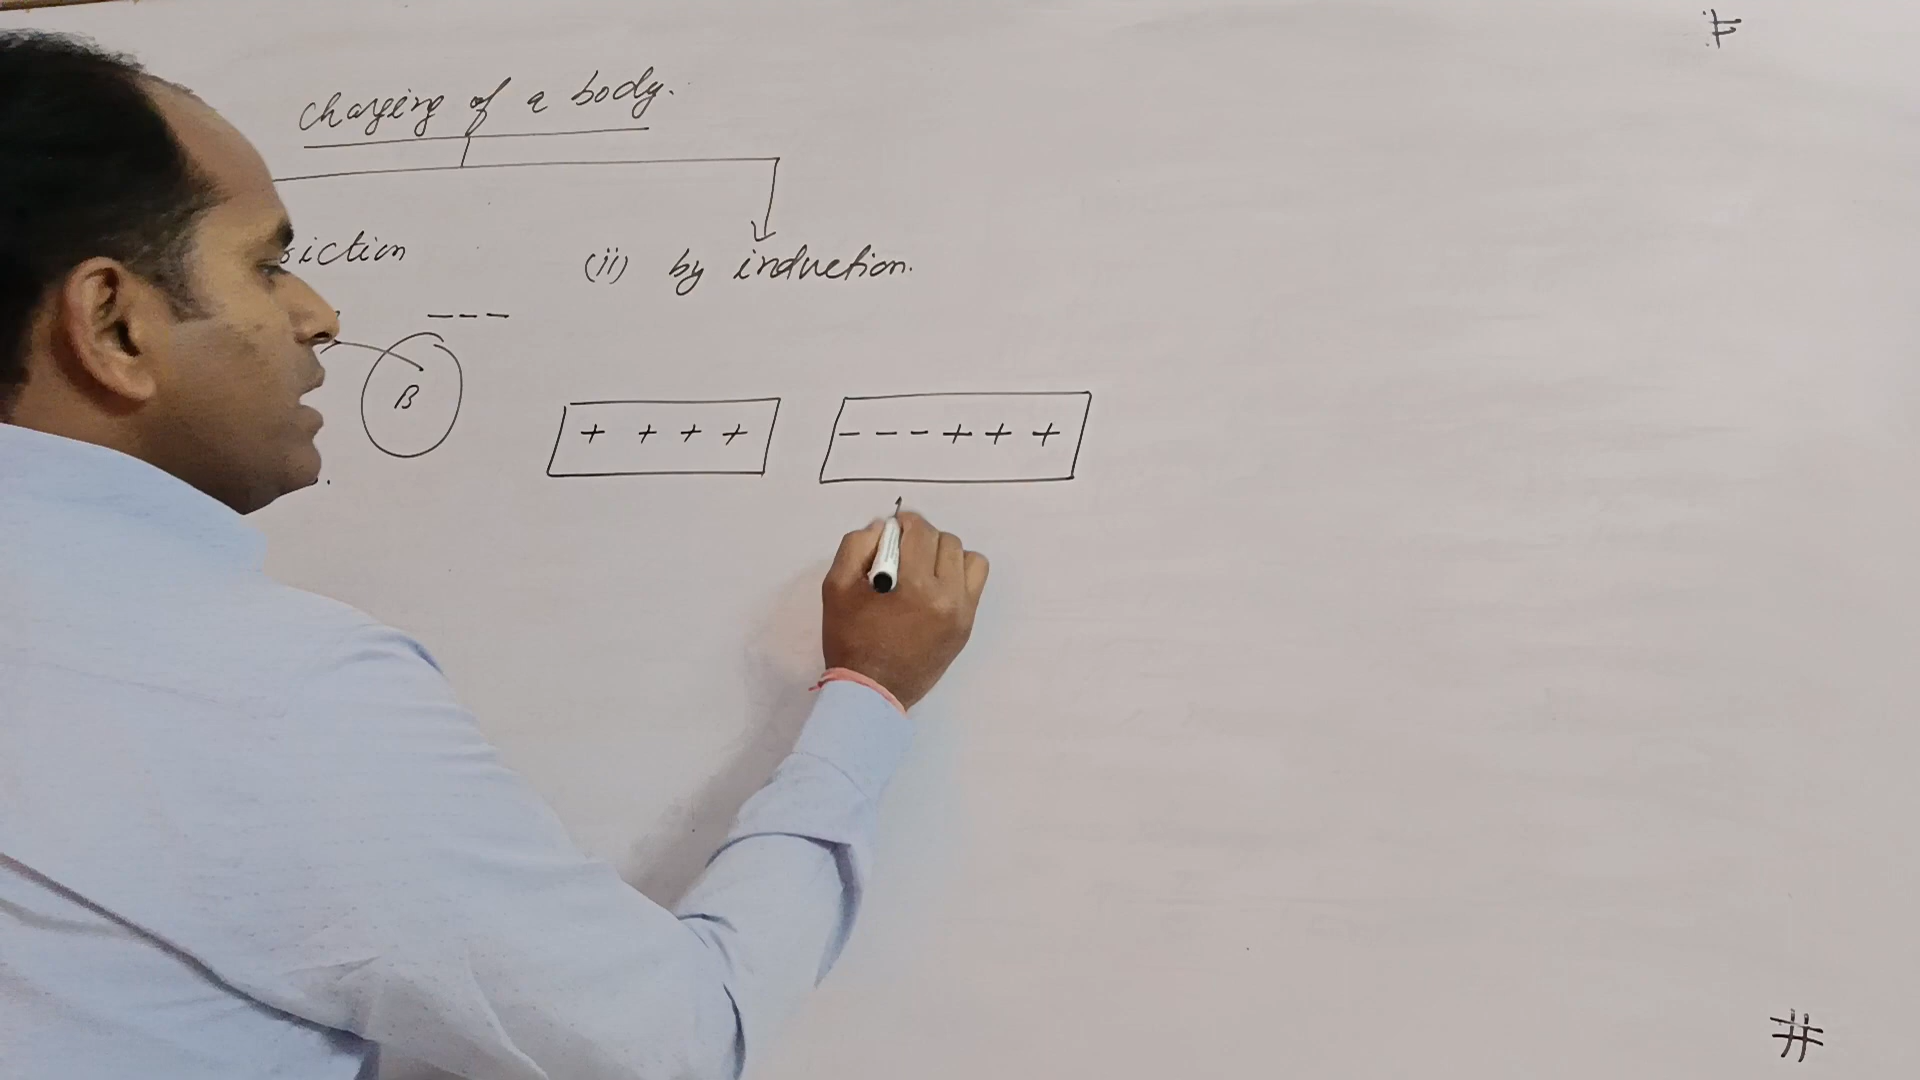 #
Charging of a body.
iction
(ii) by induction.
---
B
+ + + +
- - - + + +
#